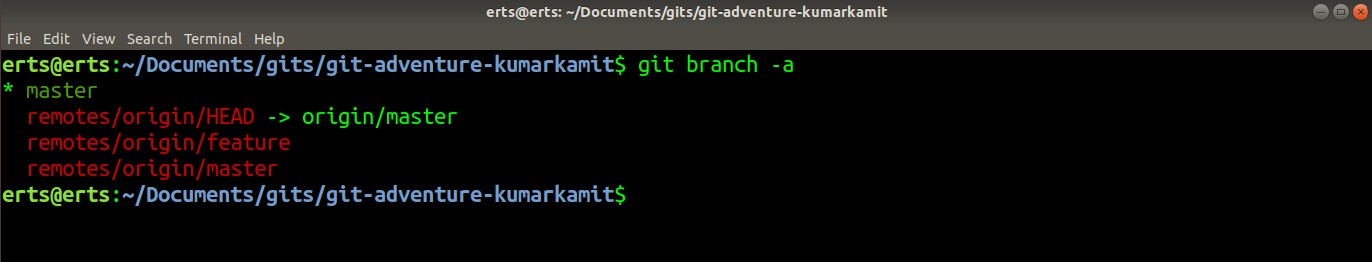 erts@erts: ~/Documents/gits/git-adventure-kumarkamit
File Edit View Search Terminal Help
erts@erts:~/Documents/gits/git-adventure-kumarkamit$ git branch -a
* master
  remotes/origin/HEAD -> origin/master
  remotes/origin/feature
  remotes/origin/master
erts@erts:~/Documents/gits/git-adventure-kumarkamit$